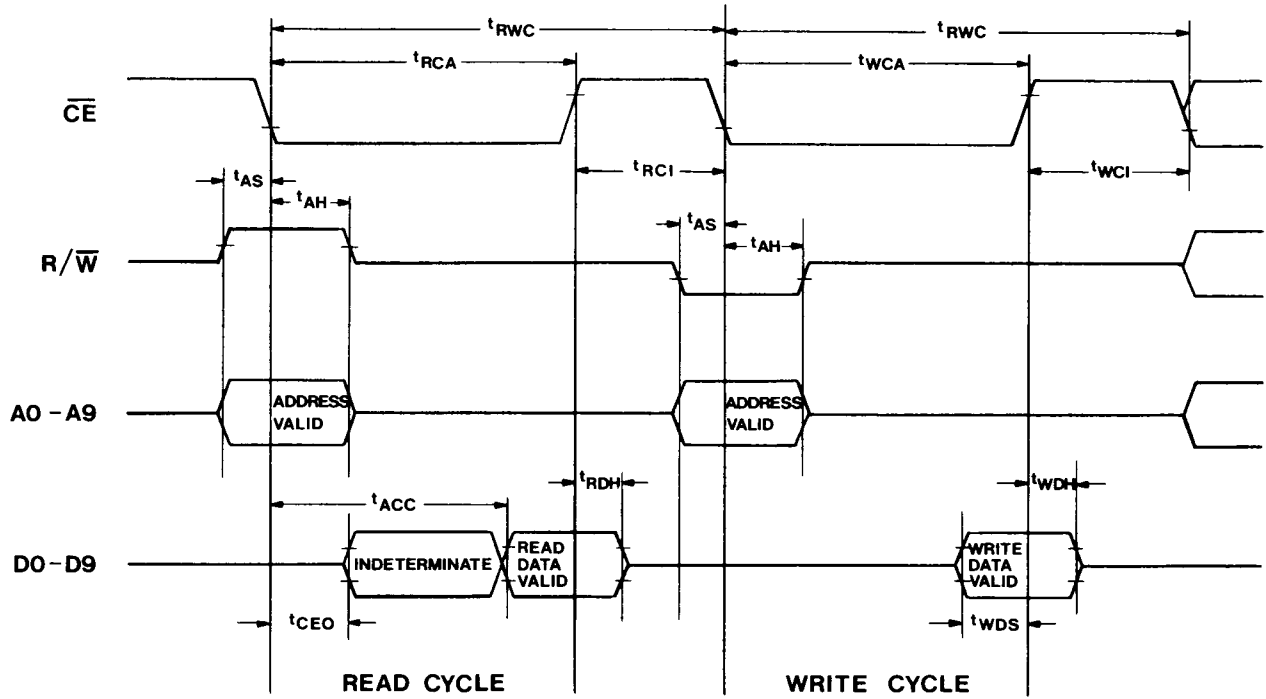 tRWC
tRWC
tRCA
tWCA
CE
tRCI
tWCI
tAS
tAH
tAS
tAH
R/W
A0-A9
ADDRESS
VALID
ADDRESS
VALID
tRDH
tWDH
tACC
D0-D9
INDETERMINATE
READ
DATA
VALID
WRITE
DATA
VALID
tCEO
tWDS
READ CYCLE
WRITE CYCLE